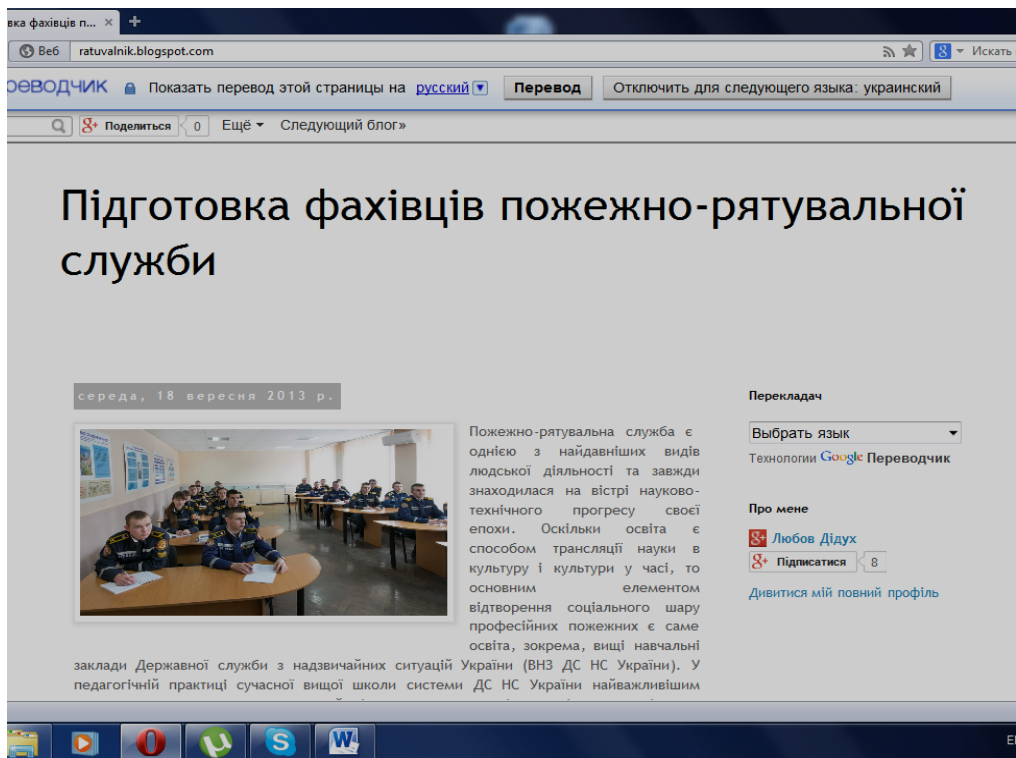 вка фахівців п...
Веб ratuvalnik.blogspot.com Искать
Показать перевод этой страницы на русский Перевод Отключить для следующего языка: украинский
Поделиться 0 Ещё Следующий блог»
Підготовка фахівців пожежно-рятувальної
служби
середа, 18 вересня 2013 р.
Пожежно-рятувальна служба є
однією з найдавніших видів
людської діяльності та завжди
знаходилася на вістрі науково-
технічного прогресу своєї
епохи. Оскільки освіта є
способом трансляції науки в
культуру і культури у часі, то
основним елементом
відтворення соціального шару
професійних пожежних є саме
освіта, зокрема, вищі навчальні
заклади Державної служби з надзвичайних ситуацій України (ВНЗ ДС НС України). У
педагогічній практиці сучасної вищої школи системи ДС НС України найважливішим
Перекладач
Выбрать язык
Технологии Google Переводчик
Про мене
Любов Дідух
Підписатися 8
Дивитися мій повний профіль